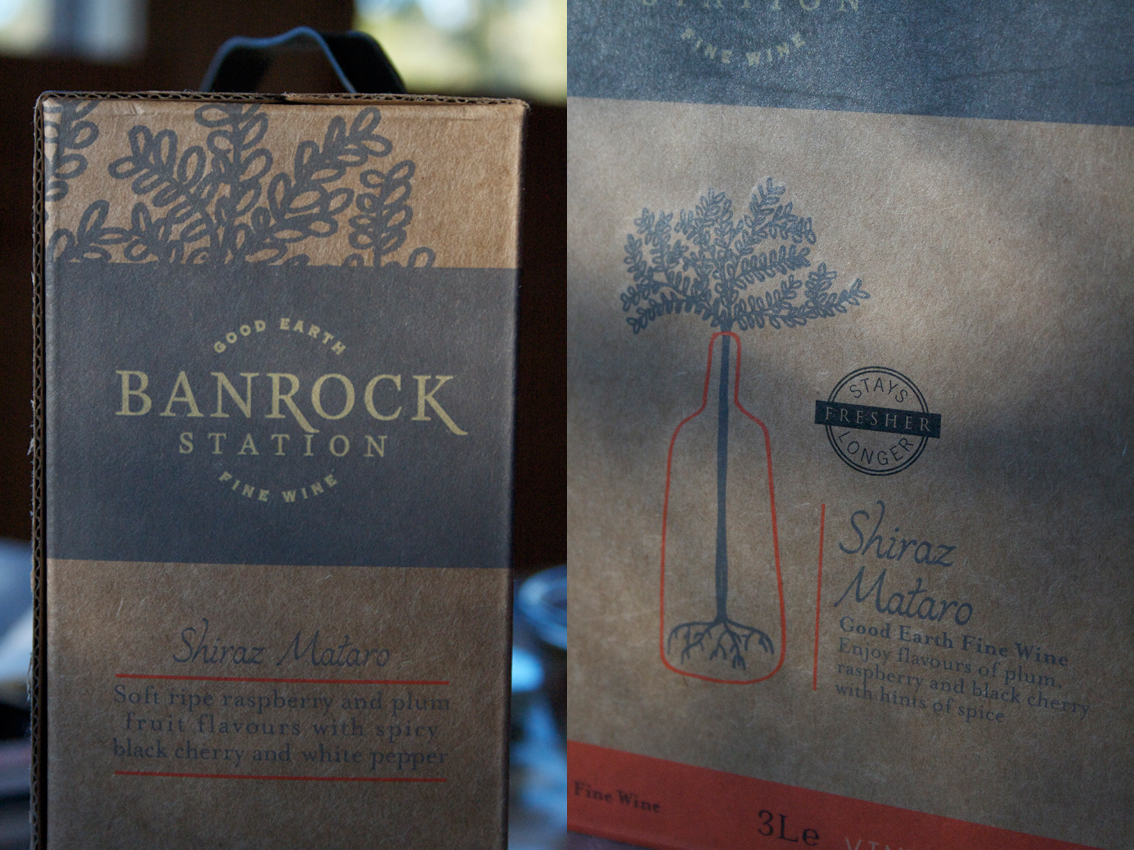 GOOD EARTH
BANROCK
STATION
FINE WINE
Shiraz Mataro
Soft ripe raspberry and plum
fruit flavours with spicy
black cherry and white pepper
STATION
FINE WINE
STAYS
FRESHER
LONGER
Shiraz
Mataro
Good Earth Fine Wine
Enjoy flavours of plum,
raspberry and black cherry
with hints of spice
Fine Wine
3Le